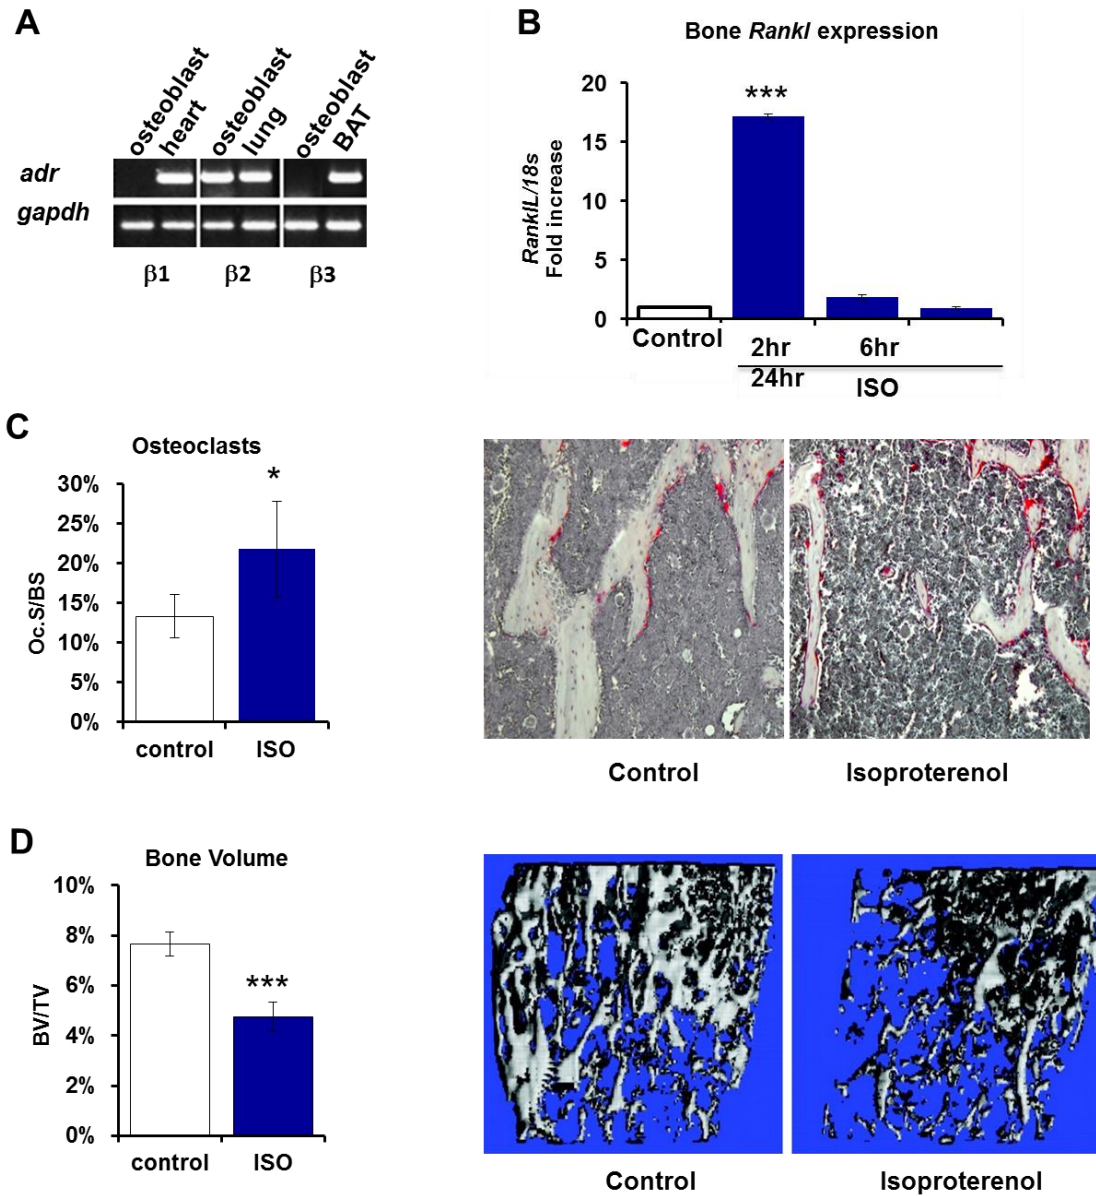 A
osteoblast
heart
osteoblast
lung
osteoblast
BAT
adr
gapdh
β1 β2 β3
B
Bone Rankl expression
RanklL/18s
Fold increase
20
15
10
5
0
Control
2hr 6hr
24hr
ISO
C
Osteoclasts
Oc.S/BS
30%
25%
20%
15%
10%
5%
0%
*
control ISO
Control Isoproterenol
D
Bone Volume
BV/TV
10%
8%
6%
4%
2%
0%
***
control ISO
Control Isoproterenol
***